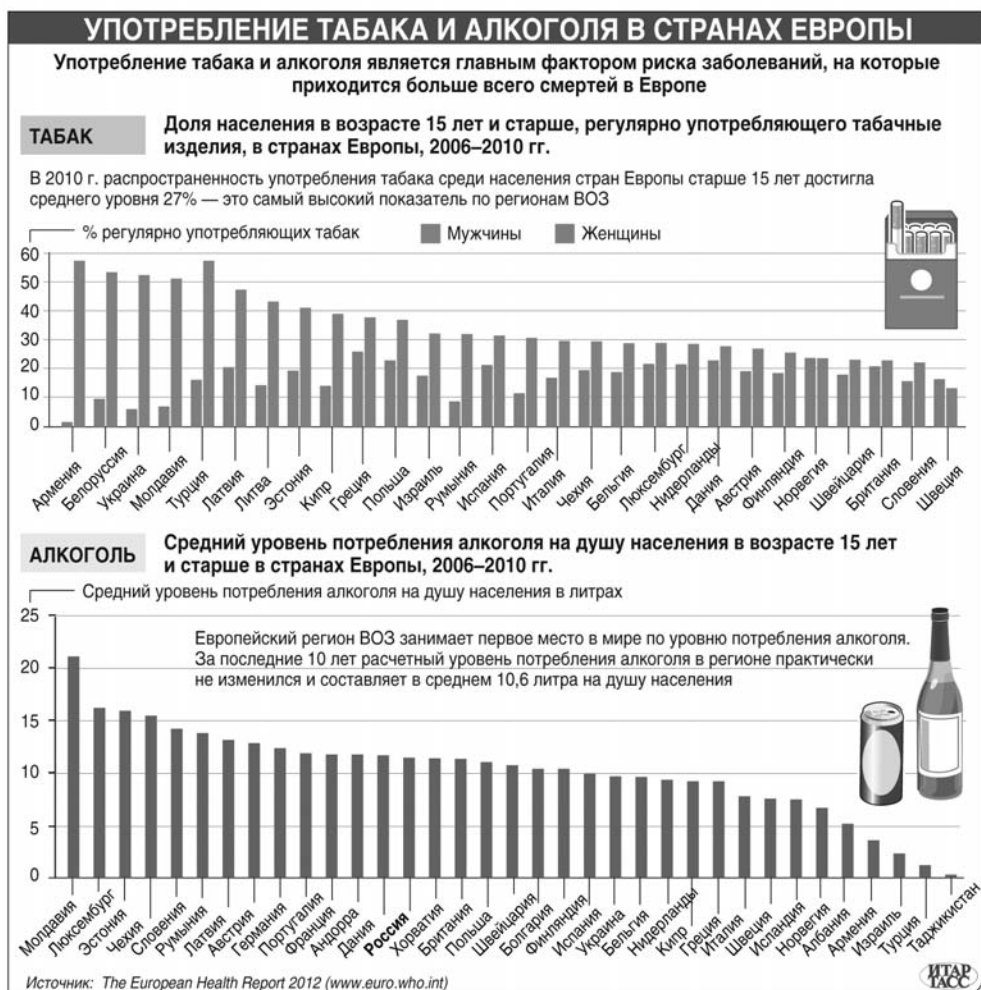 УПОТРЕБЛЕНИЕ ТАБАКА И АЛКОГОЛЯ В СТРАНАХ ЕВРОПЫ
Употребление табака и алкоголя является главным фактором риска заболеваний, на которые
приходится больше всего смертей в Европе
ТАБАК
Доля населения в возрасте 15 лет и старше, регулярно употребляющего табачные
изделия, в странах Европы, 2006–2010 гг.
В 2010 г. распространенность употребления табака среди населения стран Европы старше 15 лет достигла
среднего уровня 27% — это самый высокий показатель по регионам ВОЗ
% регулярно употребляющих табак
Мужчины
Женщины
60
50
40
30
20
10
0
Армения
Белоруссия
Украина
Молдавия
Турция
Латвия
Литва
Эстония
Кипр
Греция
Польша
Израиль
Румыния
Испания
Португалия
Италия
Чехия
Бельгия
Люксембург
Нидерланды
Дания
Австрия
Финляндия
Норвегия
Швейцария
Британия
Словения
Швеция
АЛКОГОЛЬ
Средний уровень потребления алкоголя на душу населения в возрасте 15 лет
и старше в странах Европы, 2006–2010 гг.
Средний уровень потребления алкоголя на душу населения в литрах
Европейский регион ВОЗ занимает первое место в мире по уровню потребления алкоголя.
За последние 10 лет расчетный уровень потребления алкоголя в регионе практически
не изменился и составляет в среднем 10,6 литра на душу населения
25
20
15
10
5
0
Молдавия
Люксембург
Эстония
Чехия
Словения
Румыния
Латвия
Австрия
Германия
Португалия
Франция
Андорра
Дания
Россия
Хорватия
Британия
Польша
Швейцария
Болгария
Финляндия
Испания
Украина
Бельгия
Нидерланды
Кипр
Греция
Италия
Швеция
Исландия
Норвегия
Албания
Армения
Израиль
Турция
Таджикистан
Источник: The European Health Report 2012 (www.euro.who.int)
ИТАР
ТАСС